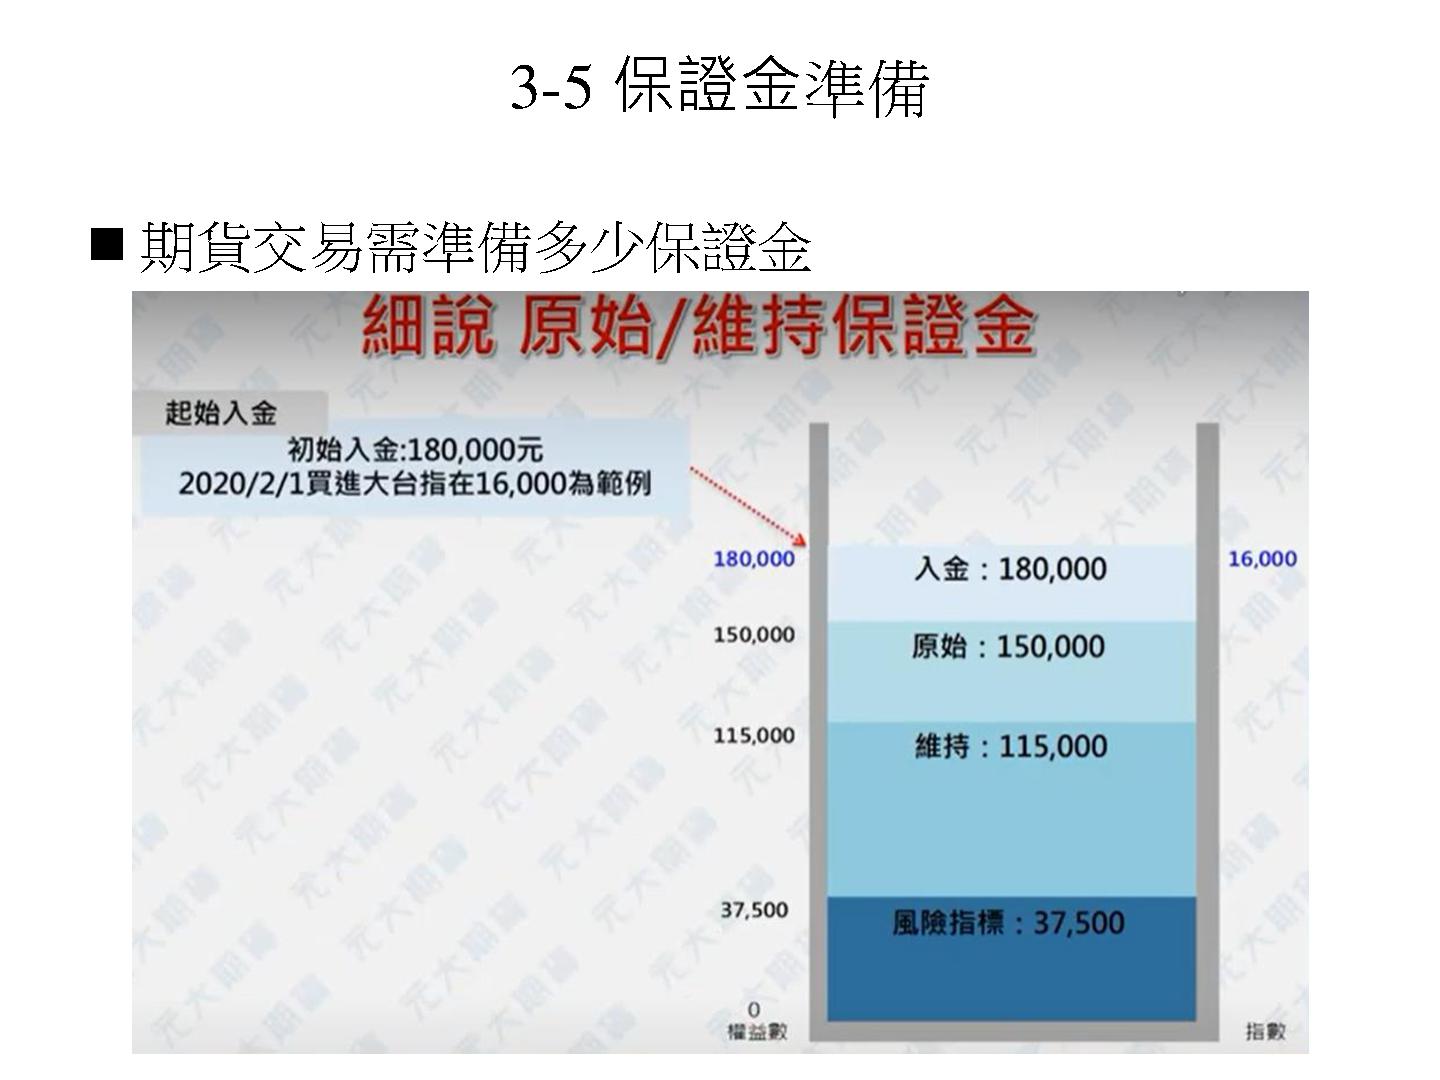 3-5 保證金準備
■ 期貨交易需準備多少保證金
細說 原始/維持保證金
起始入金
初始入金:180,000元
2020/2/1買進大台指在16,000為範例
180,000
入金：180,000
16,000
150,000
原始：150,000
115,000
維持：115,000
37,500
風險指標：37,500
0
權益數
指數
元大期貨